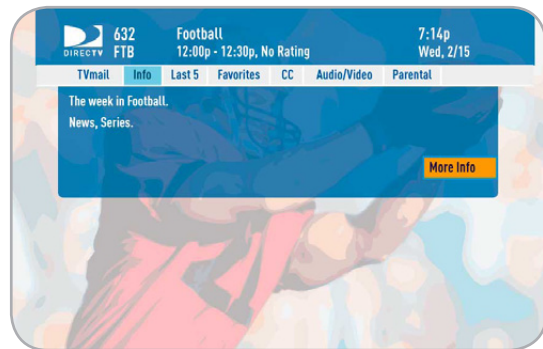 632 Football 7:14p
DIRECTV FTB 12:00p - 12:30p, No Rating Wed, 2/15
TVmail Info Last 5 Favorites CC Audio/Video Parental
The week in Football.
News, Series.
More Info